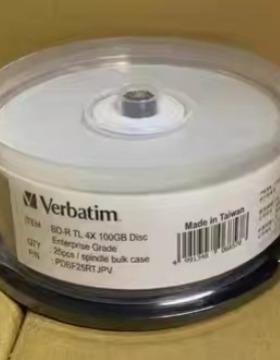 Verbatim
ITEM : BD-R TL 4X 100GB Disc
Enterprise Grade
QTY : 25pcs / spindle bulk case
P/N : PDBF25RTJPV
Made in Taiwan